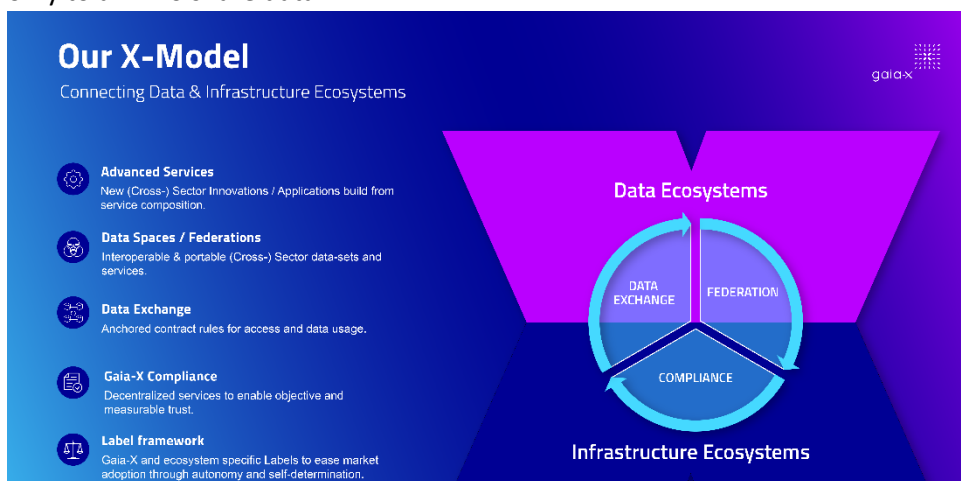 Our X-Model
Connecting Data & Infrastructure Ecosystems
gaia-x
Advanced Services
New (Cross-) Sector Innovations / Applications build from
service composition.
Data Spaces / Federations
Interoperable & portable (Cross-) Sector data-sets and
services.
Data Exchange
Anchored contract rules for access and data usage.
Gaia-X Compliance
Decentralized services to enable objective and
measurable trust.
Label framework
Gaia-X and ecosystem specific Labels to ease market
adoption through autonomy and self-determination.
Data Ecosystems
DATA
EXCHANGE
FEDERATION
COMPLIANCE
Infrastructure Ecosystems